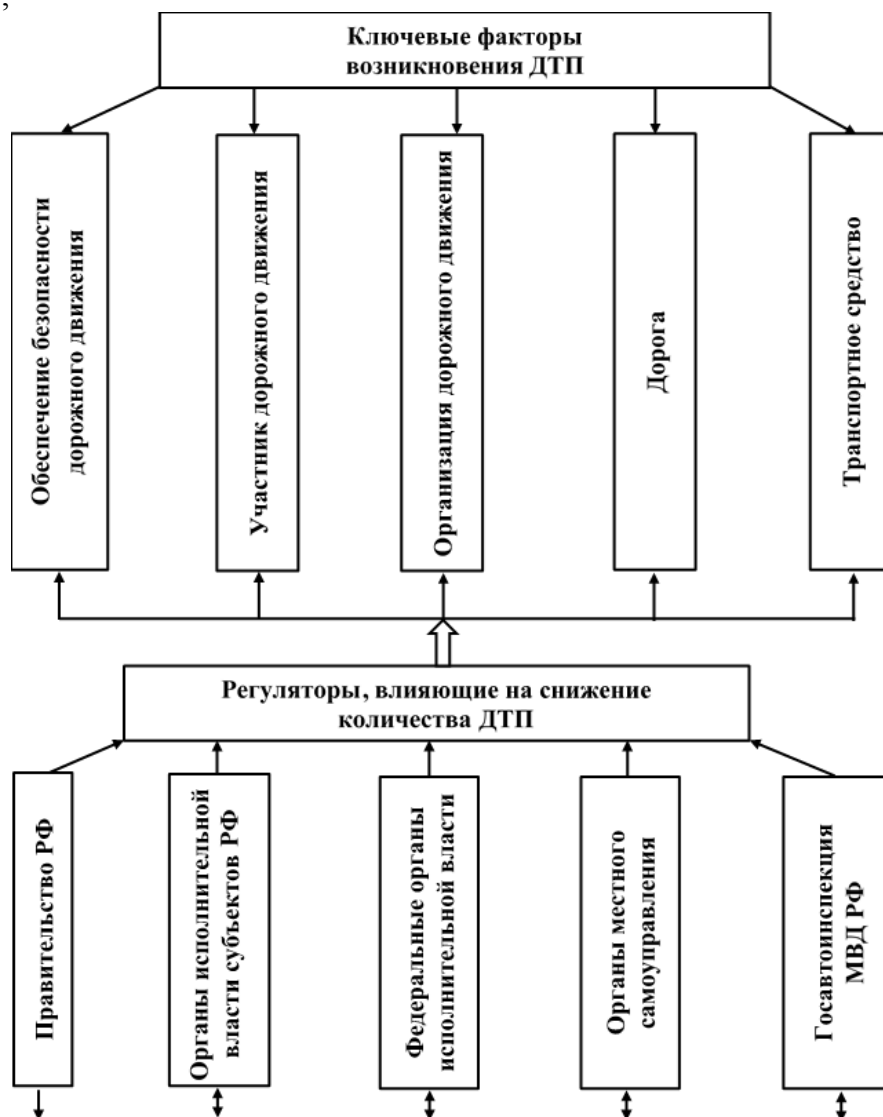 ,
Ключевые факторы
возникновения ДТП
Обеспечение безопасности
дорожного движения
Участник дорожного движения
Организация дорожного движения
Дорога
Транспортное средство
Регуляторы, влияющие на снижение
количества ДТП
Правительство РФ
Органы исполнительной
власти субъектов РФ
Федеральные органы
исполнительной власти
Органы местного
самоуправления
Госавтоинспекция
МВД РФ